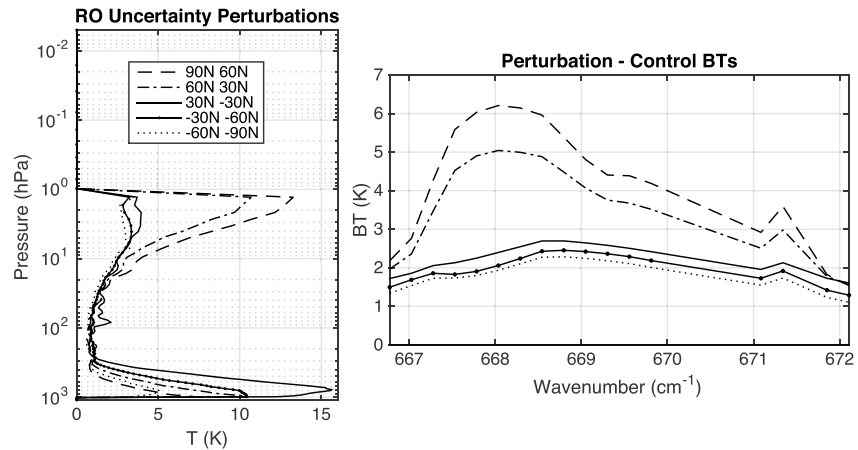 RO Uncertainty Perturbations
10⁻²
10⁻¹
10⁰
10¹
10²
10³
Pressure (hPa)
90N 60N
60N 30N
30N -30N
-30N -60N
-60N -90N
0 5 10 15
T (K)
Perturbation - Control BTs
7
6
5
4
3
2
1
0
BT (K)
667 668 669 670 671 672
Wavenumber (cm⁻¹)